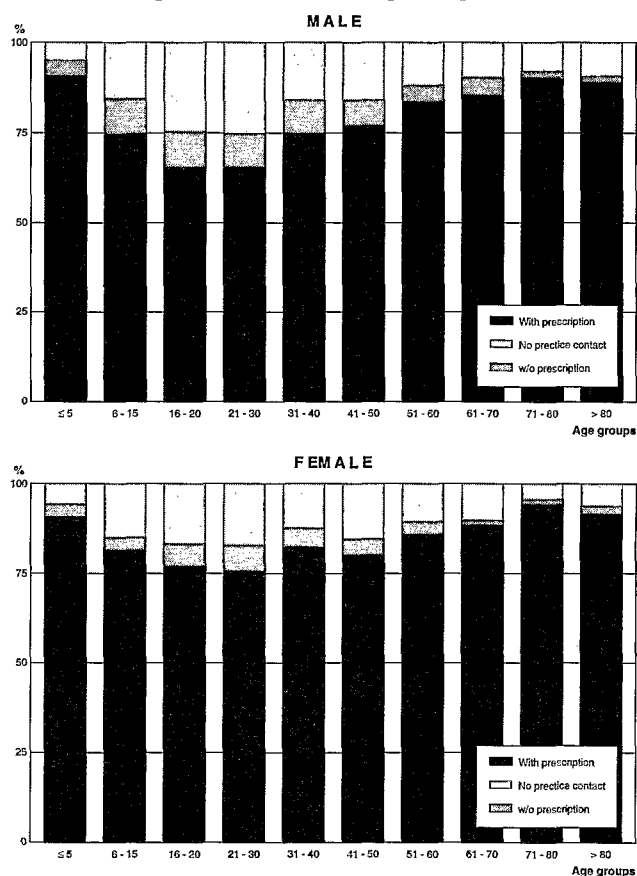 MALE
%
100
75
50
25
0
With prescription
No prectice contact
w/o prescription
≤ 5 6 - 15 16 - 20 21 - 30 31 - 40 41 - 50 51 - 60 61 - 70 71 - 80 > 80
Age groups
FEMALE
%
100
75
50
25
0
With prescription
No prectice contact
w/o prescription
≤ 5 6 - 15 16 - 20 21 - 30 31 - 40 41 - 50 51 - 60 61 - 70 71 - 80 > 80
Age groups